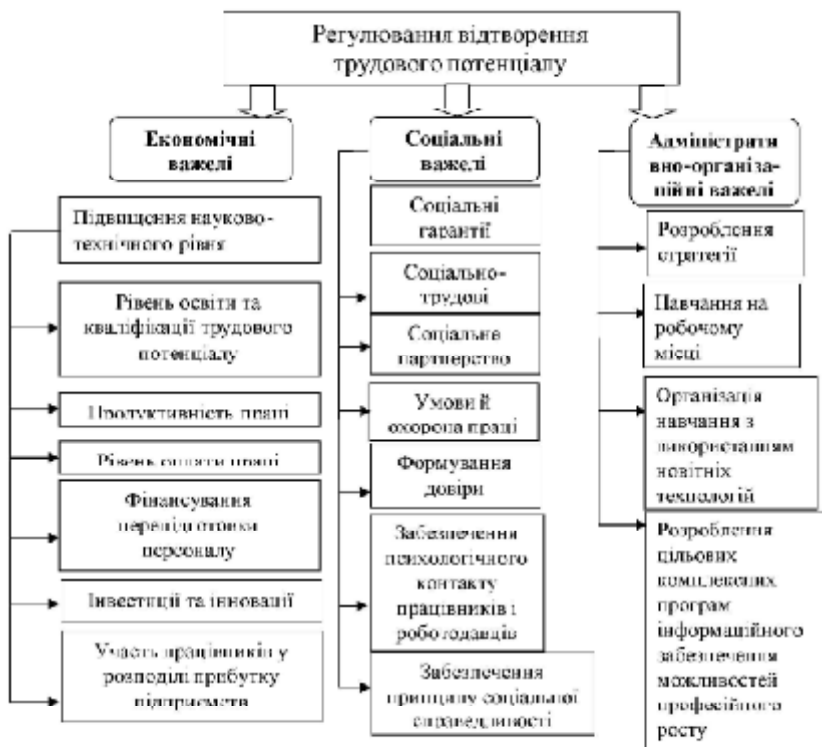 Регулювання відтворення
трудового потенціалу
Економічні
важелі
Підвищення науково-
технічного рівня
Рівень освіти та
кваліфікації трудового
потенціалу
Продуктивність праці
Рівень оплати праці
Фінансування
перепідготовки
персоналу
Інвестиції та інновації
Участь працівників у
розподілі прибутку
підприємств
Соціальні
важелі
Соціальні
гарантії
Соціально-
трудові
Соціальне
партнерство
Умови й
охорона праці
Формування
довіри
Забезпечення
психологічного
контакту
працівників і
роботодавців
Забезпечення
принципу соціальної
справедливості
Адміністрати
вно-організа-
ційні важелі
Розроблення
стратегії
Навчання на
робочому
місці
Організація
навчання з
використанням
новітніх
технологій
Розроблення
цільових
комплексних
програм
інформаційного
забезпечення
можливостей
професійного
росту